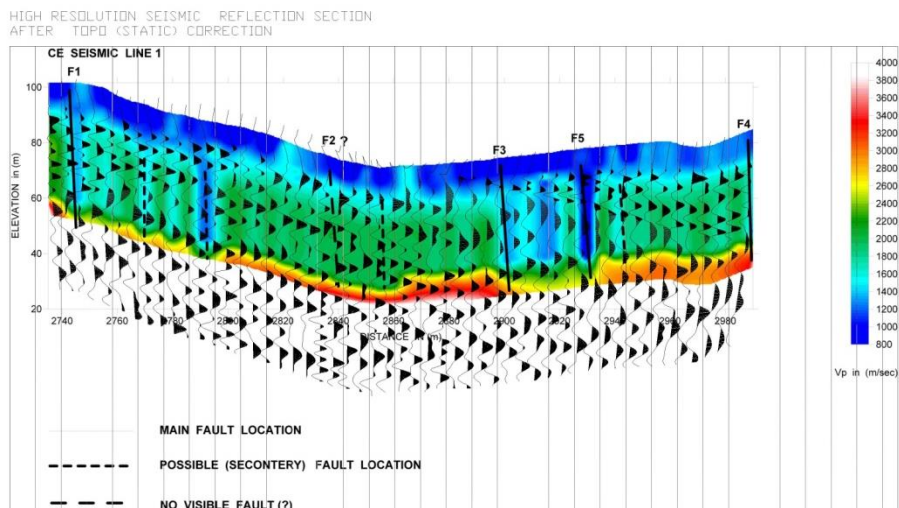 HIGH RESOLUTION SEISMIC REFLECTION SECTION
AFTER TOPO (STATIC) CORRECTION
CE SEISMIC LINE 1
F1
F2 ?
F3
F5
F4
ELEVATION in (m)
100
80
60
40
20
2740 2760 2780 2800 2820 2840 2860 2880 2900 2920 2940 2960 2980
DISTANCE in (m)
4000
3800
3600
3400
3200
3000
2800
2600
2400
2200
2000
1800
1600
1400
1200
1000
800
Vp in (m/sec)
MAIN FAULT LOCATION
POSSIBLE (SECONTERY) FAULT LOCATION
NO VISIBLE FAULT (?)